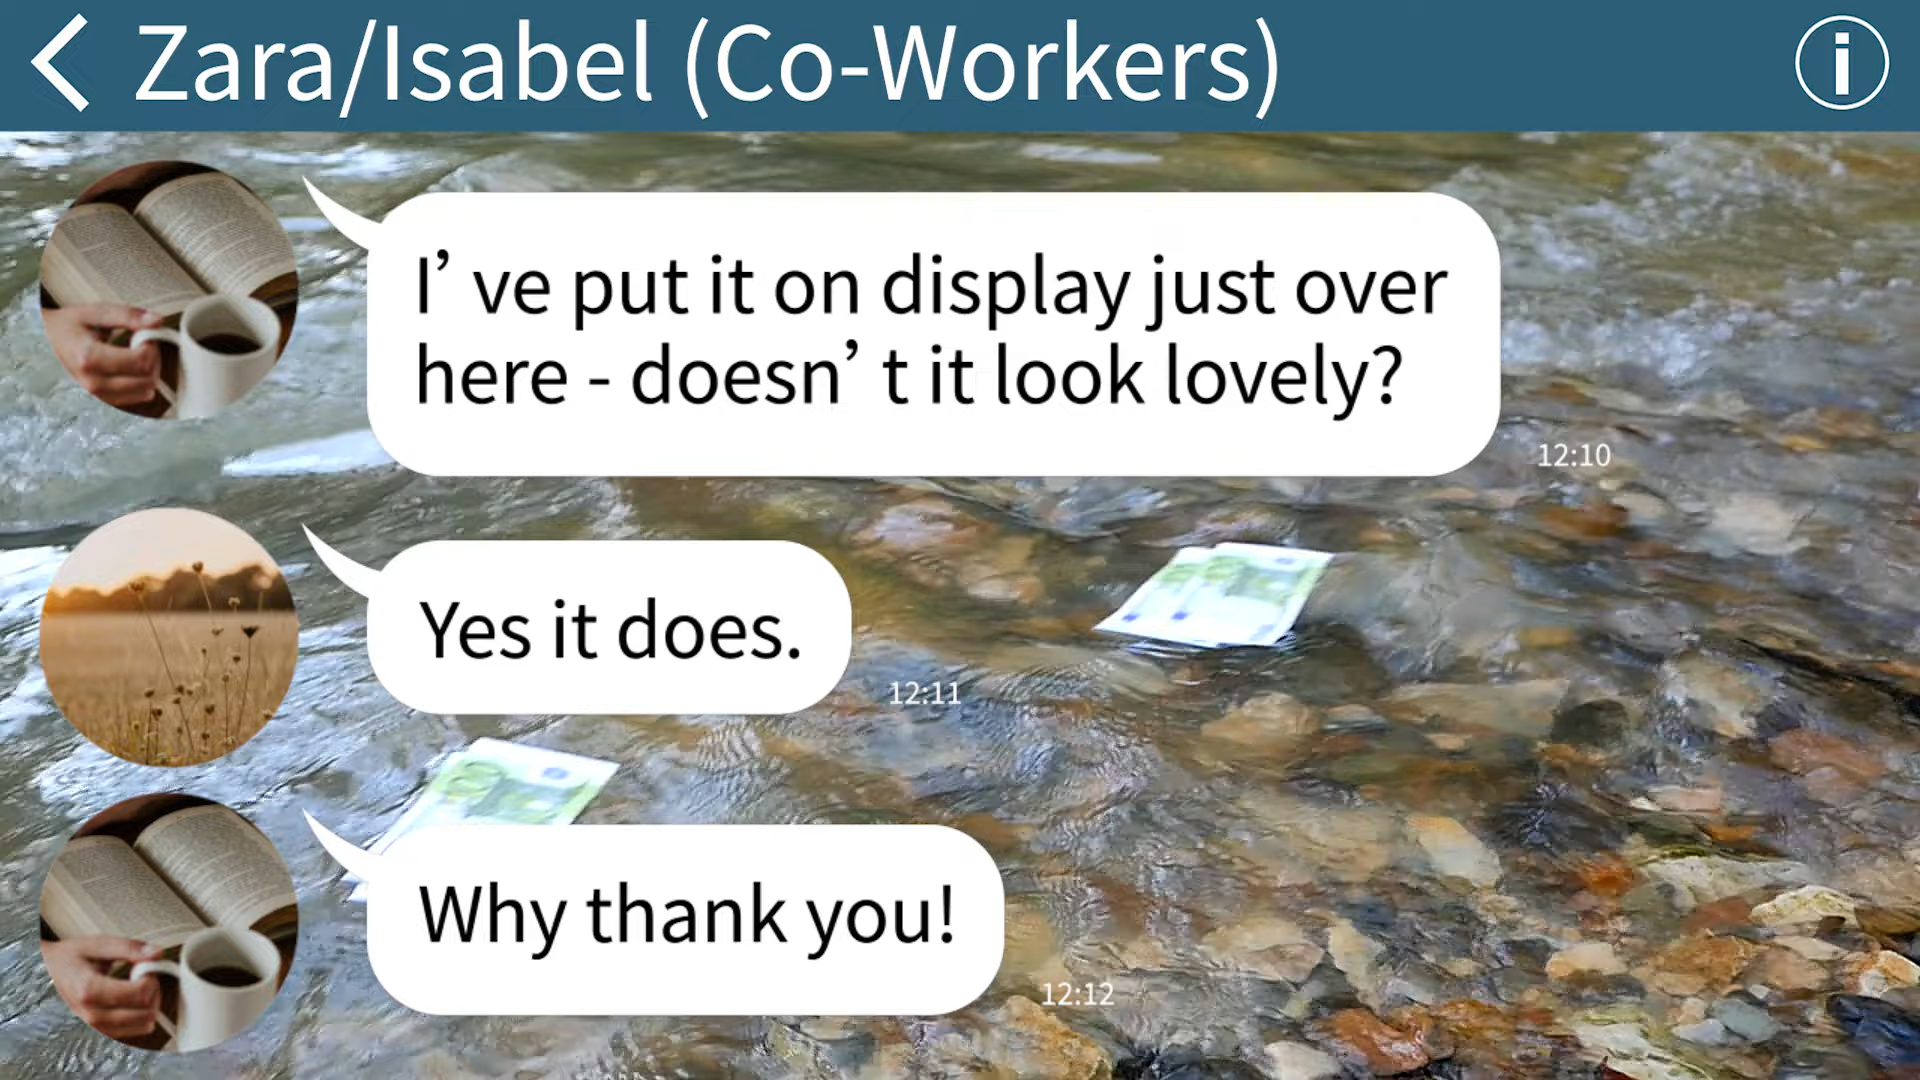 Zara/Isabel (Co-Workers)
I’ve put it on display just over
here - doesn’t it look lovely?
12:10
Yes it does.
12:11
Why thank you!
12:12